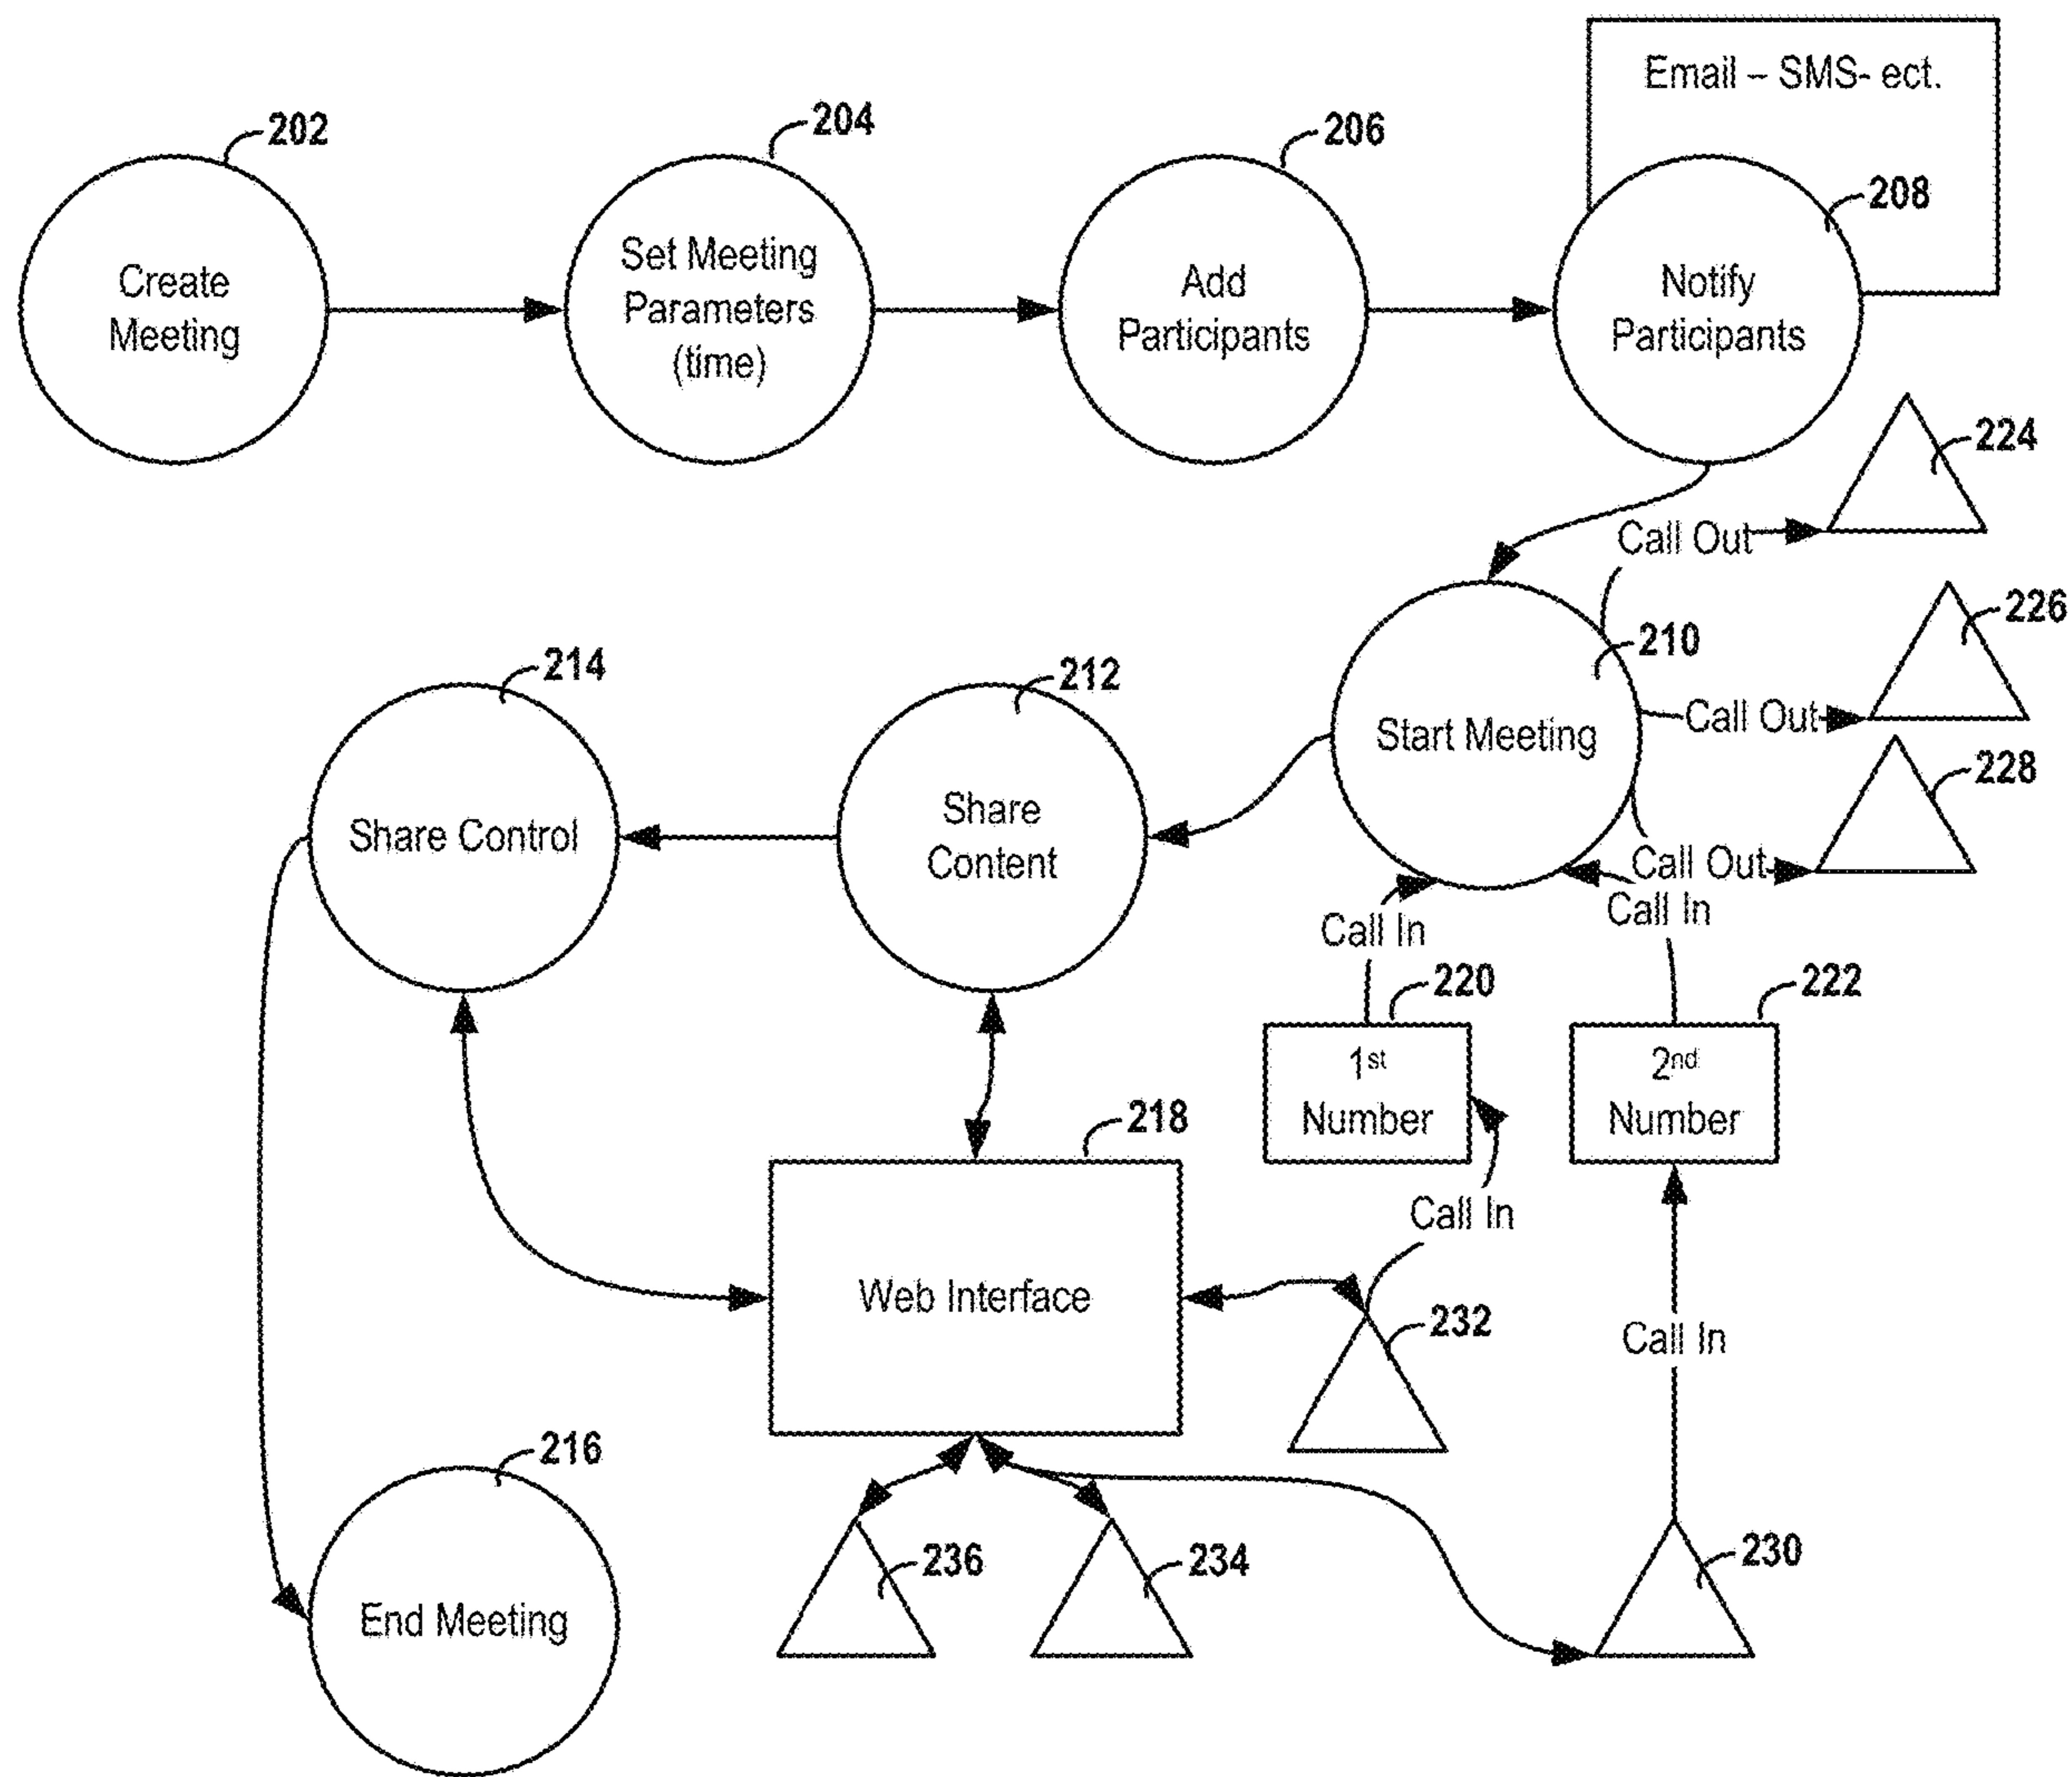 Email – SMS- ect.
202
204
206
208
Create
Meeting
Set Meeting
Parameters
(time)
Add
Participants
Notify
Participants
224
Call Out
226
210
214
212
Call Out
Start Meeting
228
Share Control
Share
Content
Call Out
Call In
Call In
220
222
1st
Number
2nd
Number
218
Call In
Web Interface
232
Call In
216
236
234
230
End Meeting